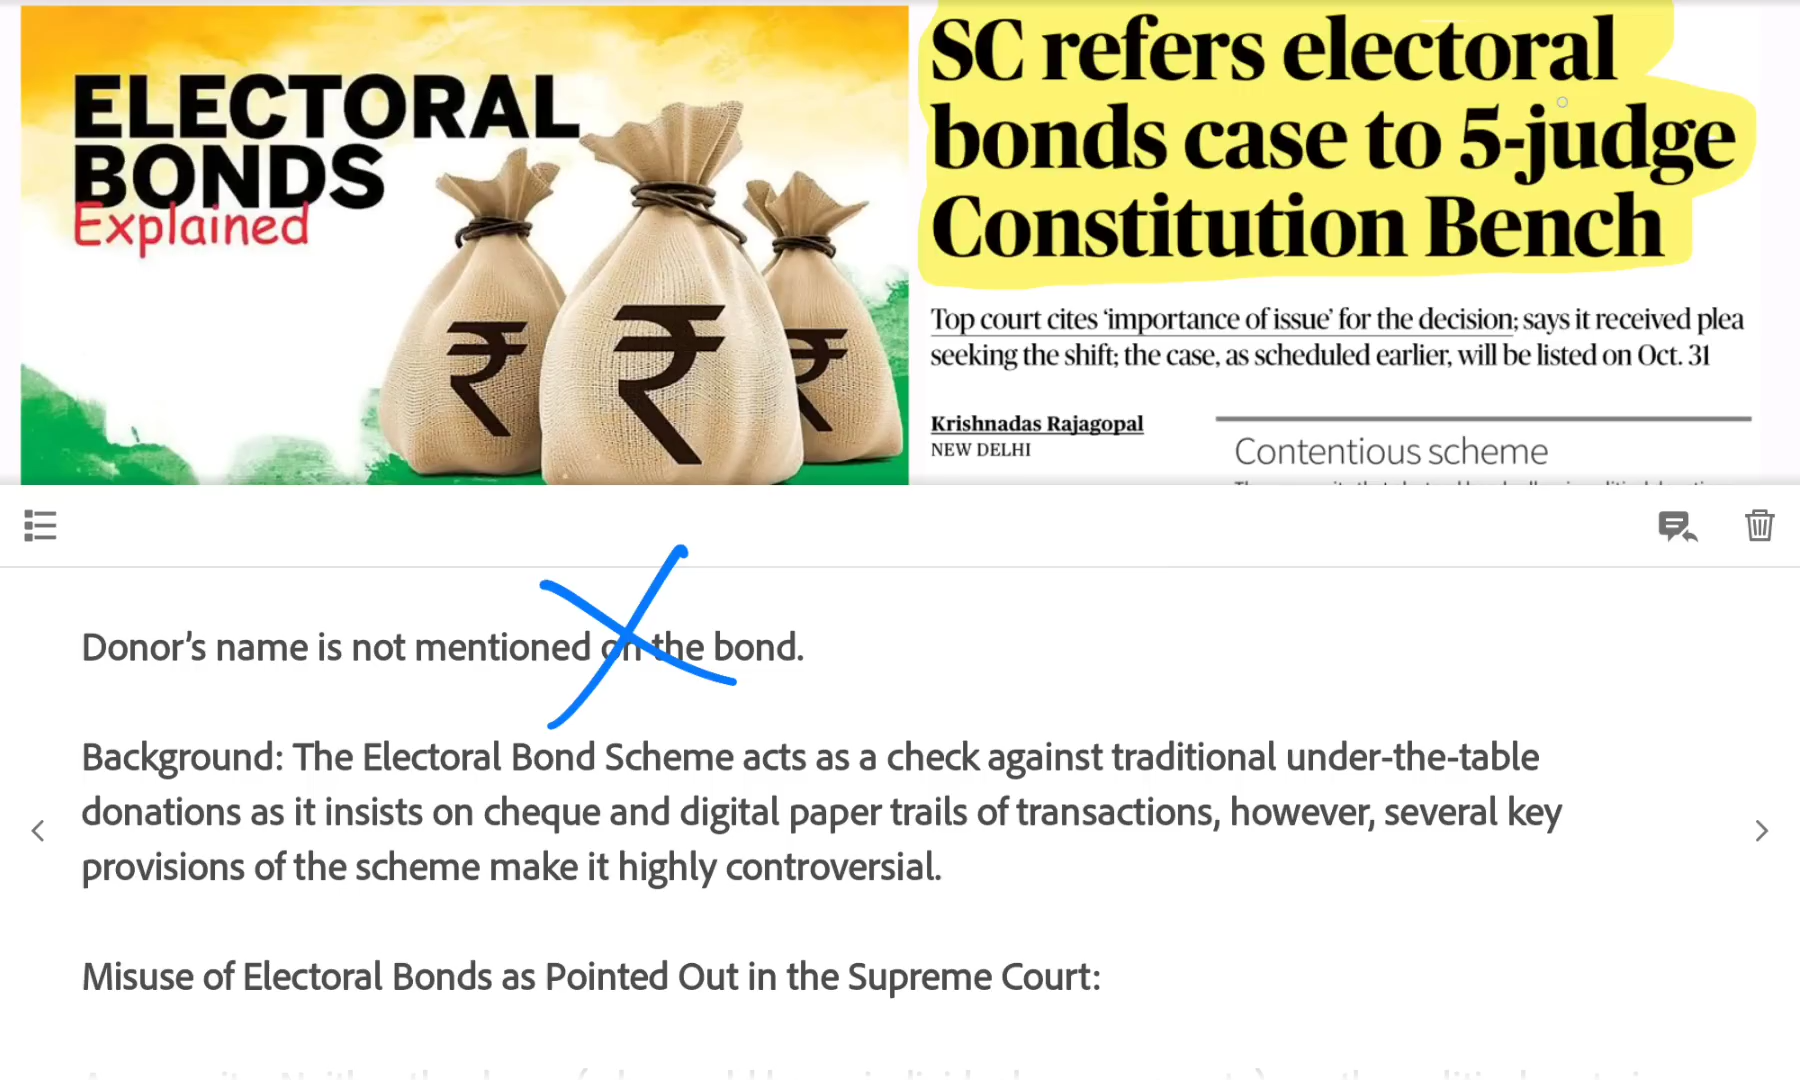 ELECTORAL
BONDS
Explained
SC refers electoral
bonds case to 5-judge
Constitution Bench
Top court cites ‘importance of issue’ for the decision; says it received plea
seeking the shift; the case, as scheduled earlier, will be listed on Oct. 31
Krishnadas Rajagopal
NEW DELHI
Contentious scheme
Donor’s name is not mentioned on the bond.
Background: The Electoral Bond Scheme acts as a check against traditional under-the-table
donations as it insists on cheque and digital paper trails of transactions, however, several key
provisions of the scheme make it highly controversial.
Misuse of Electoral Bonds as Pointed Out in the Supreme Court: